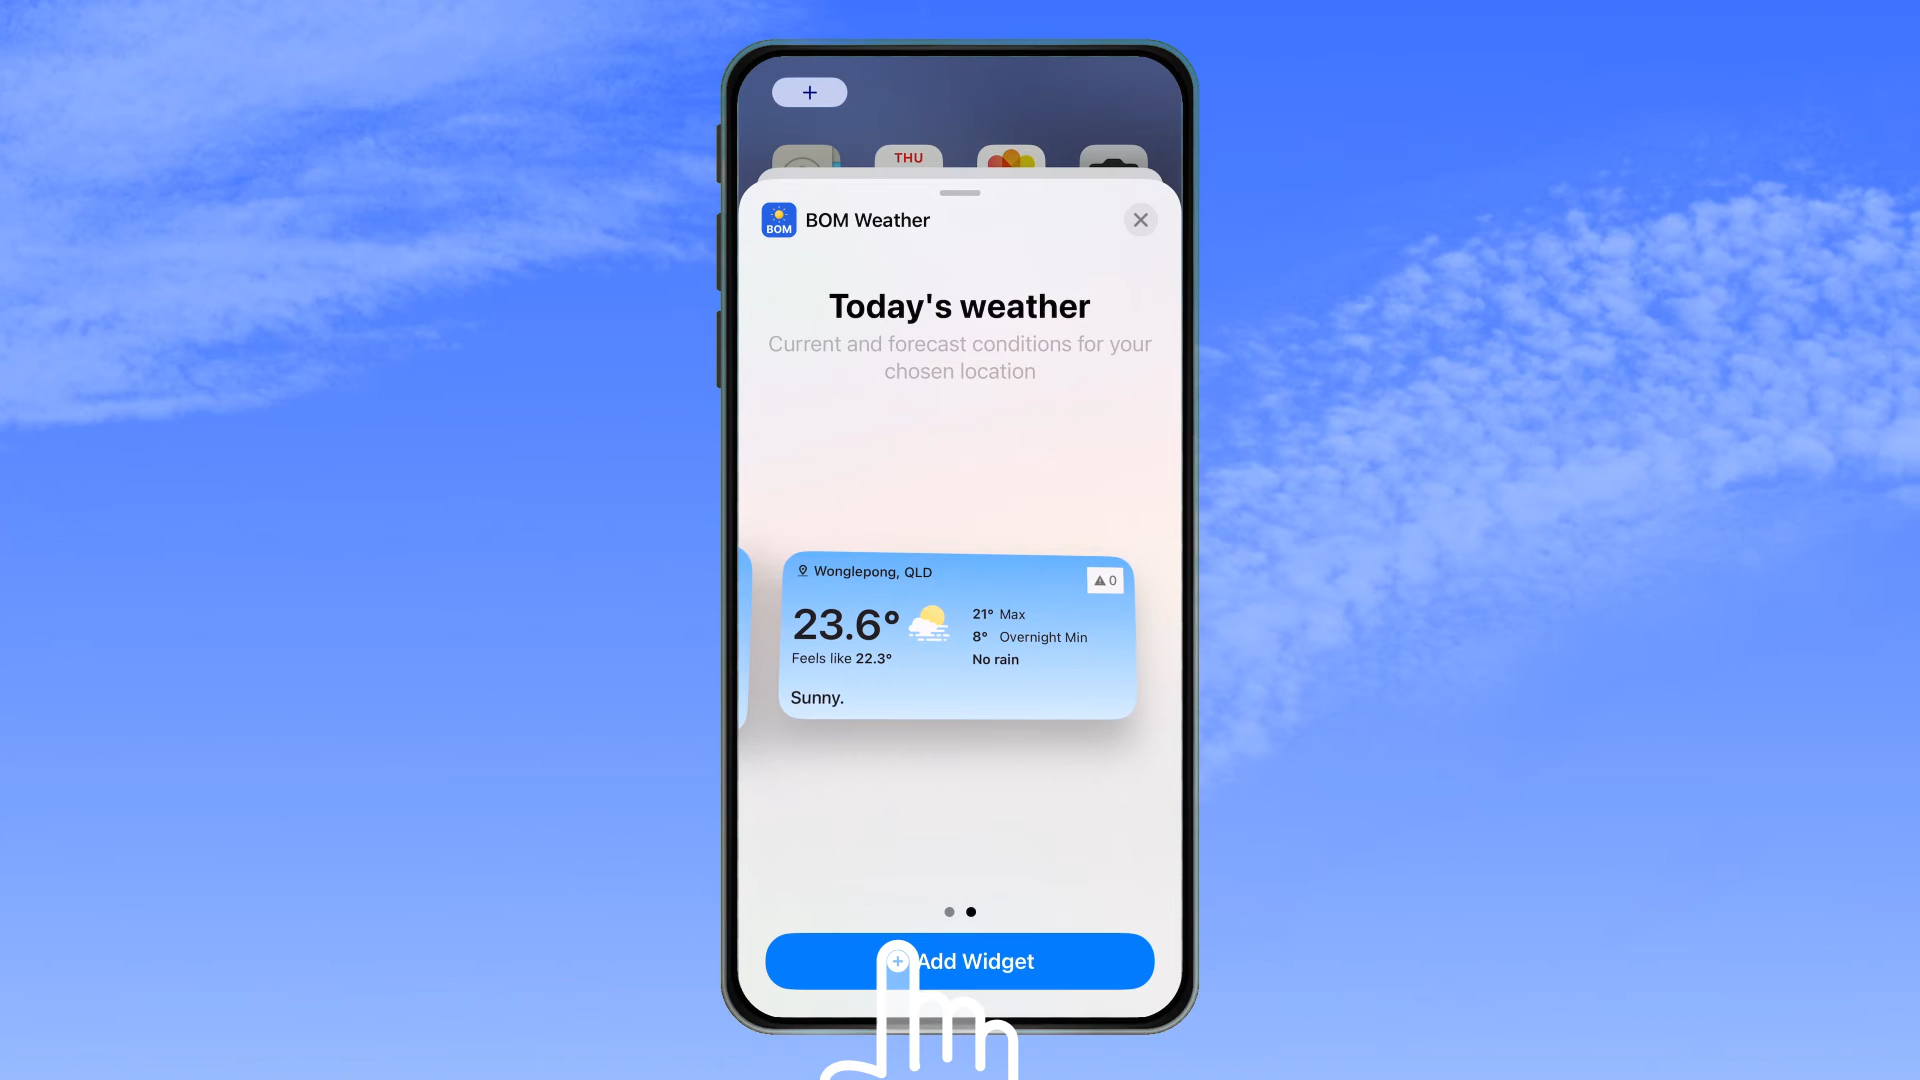 THU
BOM
BOM Weather
Today's weather
Current and forecast conditions for your
chosen location
Wonglepong, QLD
0
23.6°
Feels like 22.3°
21° Max
8° Overnight Min
No rain
Sunny.
Add Widget